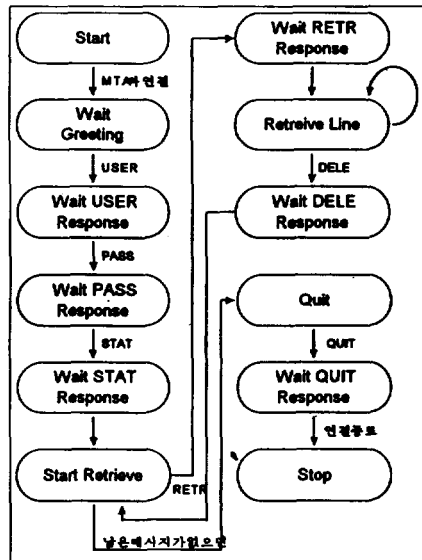 Start
MTA와 연결
Wait
Greeting
USER
Wait USER
Response
PASS
Wait PASS
Response
STAT
Wait STAT
Response
Start Retrieve
RETR
남은메시지가없으면
Wait RETR
Response
Retreive Line
DELE
Wait DELE
Response
Quit
QUIT
Wait QUIT
Response
연결종료
Stop